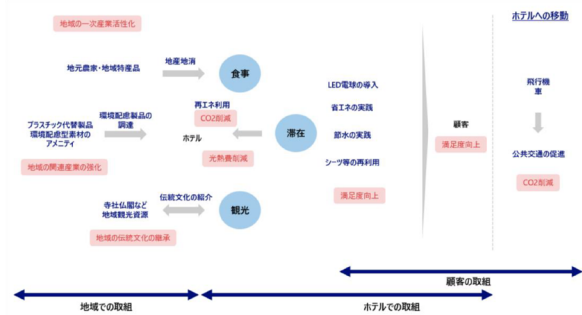 ホテルへの移動
地域の一次産業活性化
地元農家・地域特産品
地産地消
食事
飛行機
車
LED電球の導入
再エネ利用
CO2削減
省エネの実践
プラスチック代替製品
環境配慮型素材の
アメニティ
環境配慮製品の
調達
ホテル
滞在
節水の実践
顧客
満足度向上
公共交通の促進
地域の関連産業の強化
光熱費削減
シーツ等の再利用
CO2削減
満足度向上
寺社仏閣など
地域観光資源
伝統文化の紹介
観光
地域の伝統文化の継承
顧客の取組
地域での取組
ホテルでの取組